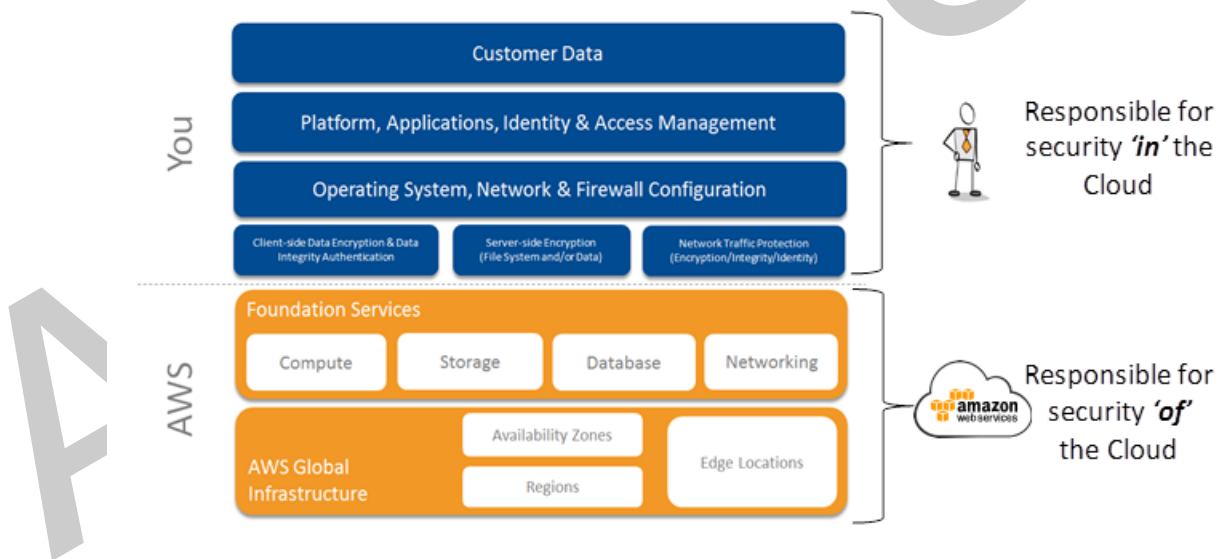 You
Customer Data
Platform, Applications, Identity & Access Management
Operating System, Network & Firewall Configuration
Client-side Data Encryption & Data
Integrity Authentication
Server-side Encryption
(File System and/or Data)
Network Traffic Protection
(Encryption/Integrity/Identity)
Responsible for
security ‘in’ the
Cloud
AWS
Foundation Services
Compute
Storage
Database
Networking
AWS Global
Infrastructure
Availability Zones
Regions
Edge Locations
amazon
webservices
Responsible for
security ‘of’
the Cloud